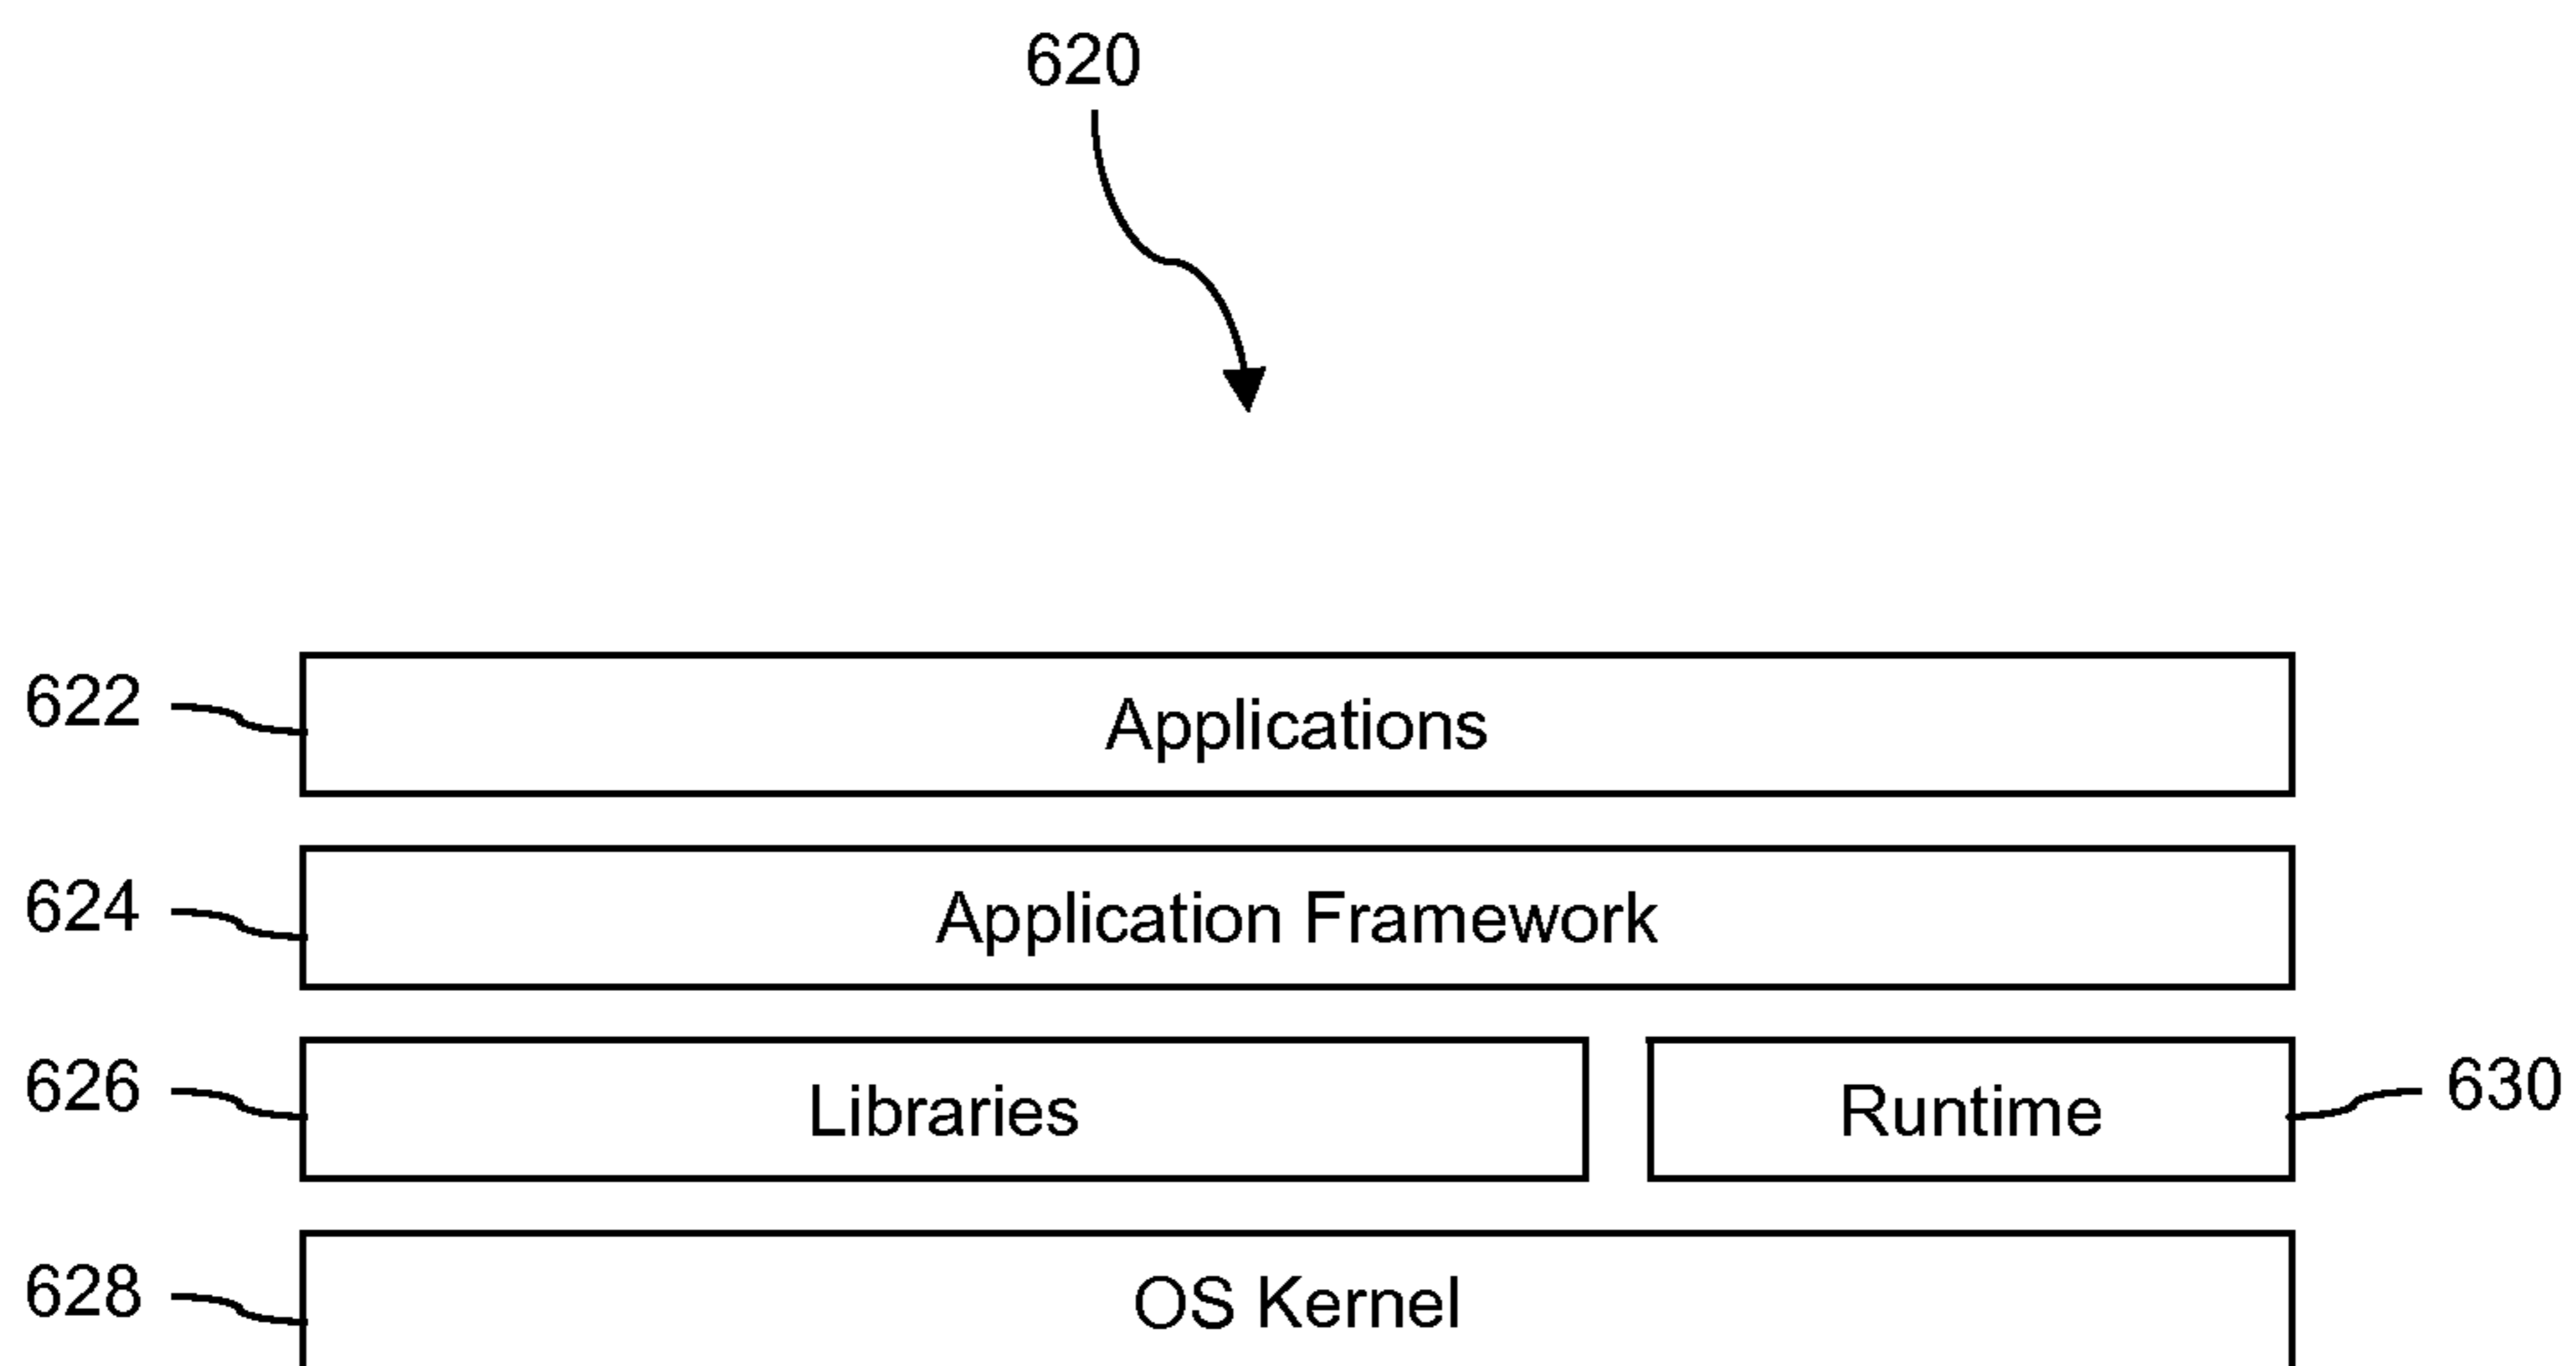 620
622 Applications
624 Application Framework
626 Libraries Runtime 630
628 OS Kernel